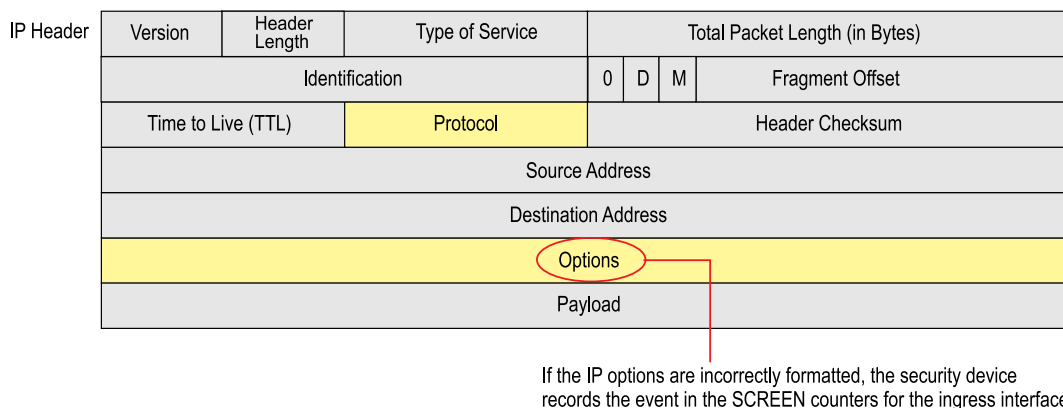 IP Header
Version
Header
Length
Type of Service
Total Packet Length (in Bytes)
Identification
0
D
M
Fragment Offset
Time to Live (TTL)
Protocol
Header Checksum
Source Address
Destination Address
Options
Payload
If the IP options are incorrectly formatted, the security device
records the event in the SCREEN counters for the ingress interface